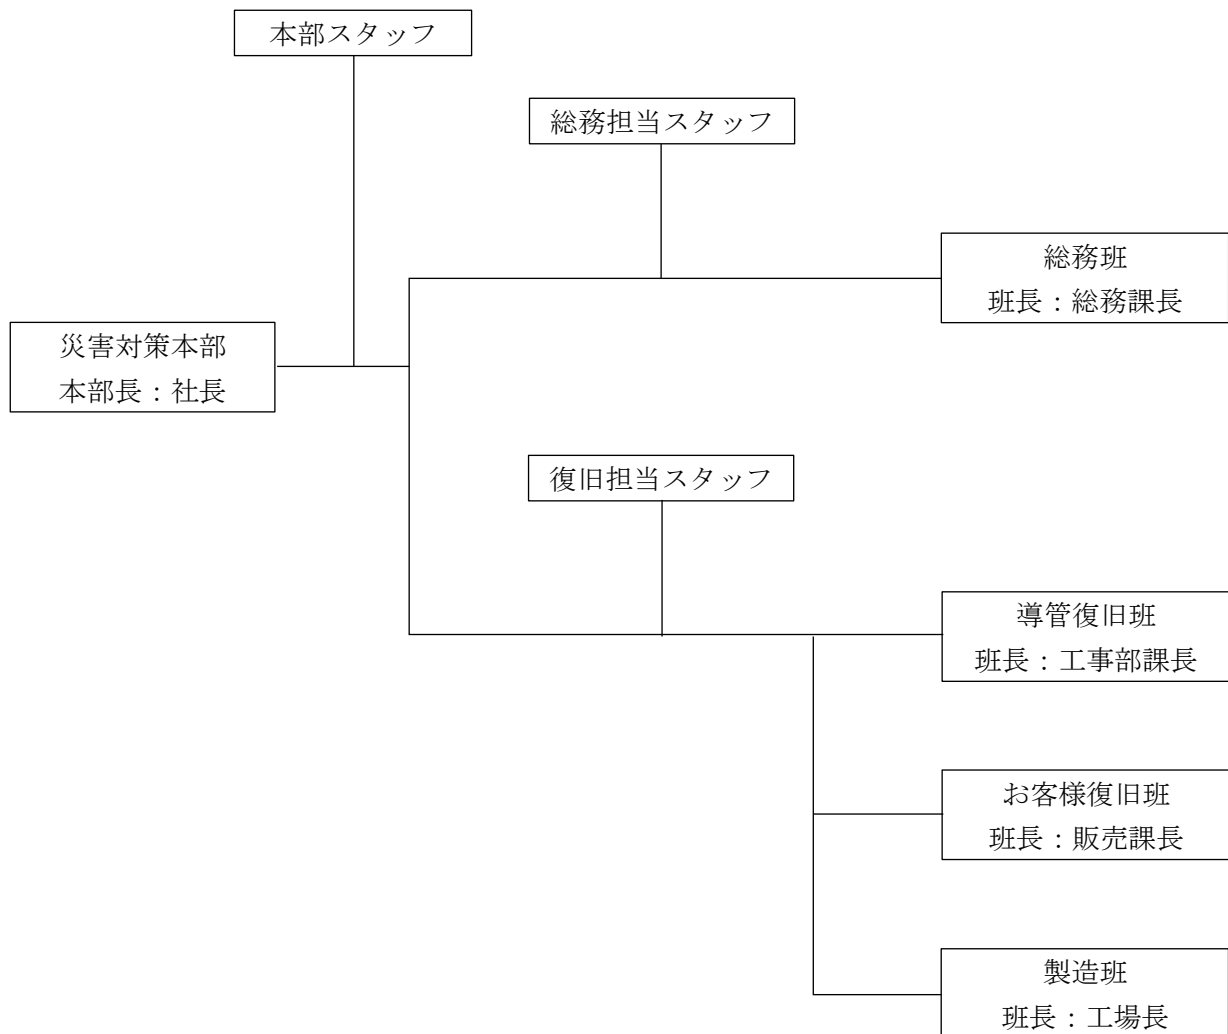 本部スタッフ
総務担当スタッフ
総務班
班長：総務課長
災害対策本部
本部長：社長
復旧担当スタッフ
導管復旧班
班長：工事部課長
お客様復旧班
班長：販売課長
製造班
班長：工場長